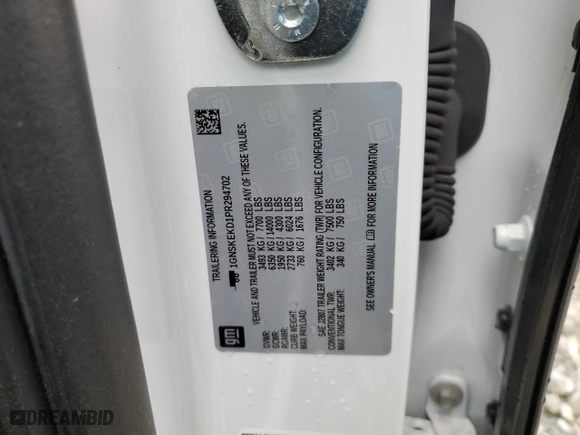 TRAILERING INFORMATION
1GNSKEKD1PR294702
VEHICLE AND TRAILER MUST NOT EXCEED ANY OF THESE VALUES.
GVWR: 3493 KG/ 7700 LBS
GCWR: 6350 KG/ 14000 LBS
RGAWR: 1950 KG/ 4300 LBS
CURB WEIGHT: 2733 KG/ 6024 LBS
MAX PAYLOAD: 760 KG/ 1676 LBS
SAE J2807 TRAILER WEIGHT RATING (TWR) FOR VEHICLE CONFIGURATION.
CONVENTIONAL TWR: 3402 KG/ 7500 LBS
MAX TONGUE WEIGHT: 340 KG/ 750 LBS
SEE OWNER'S MANUAL FOR MORE INFORMATION
gm
DREAMBID